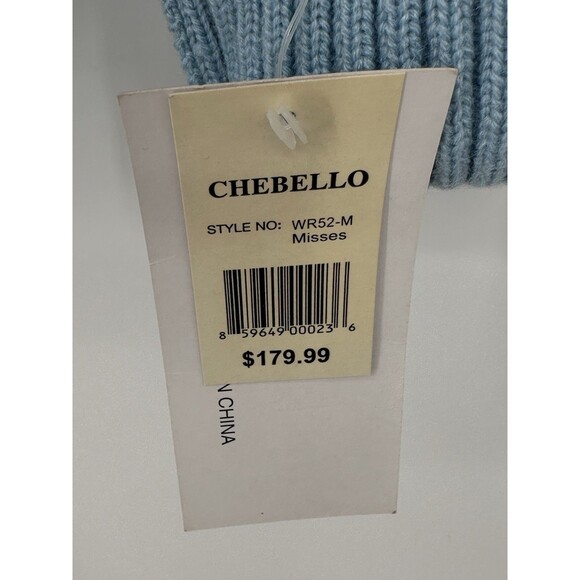 CHEBELLO
STYLE NO: WR52-M
Misses
8 59649 00023 6
$179.99
N CHINA